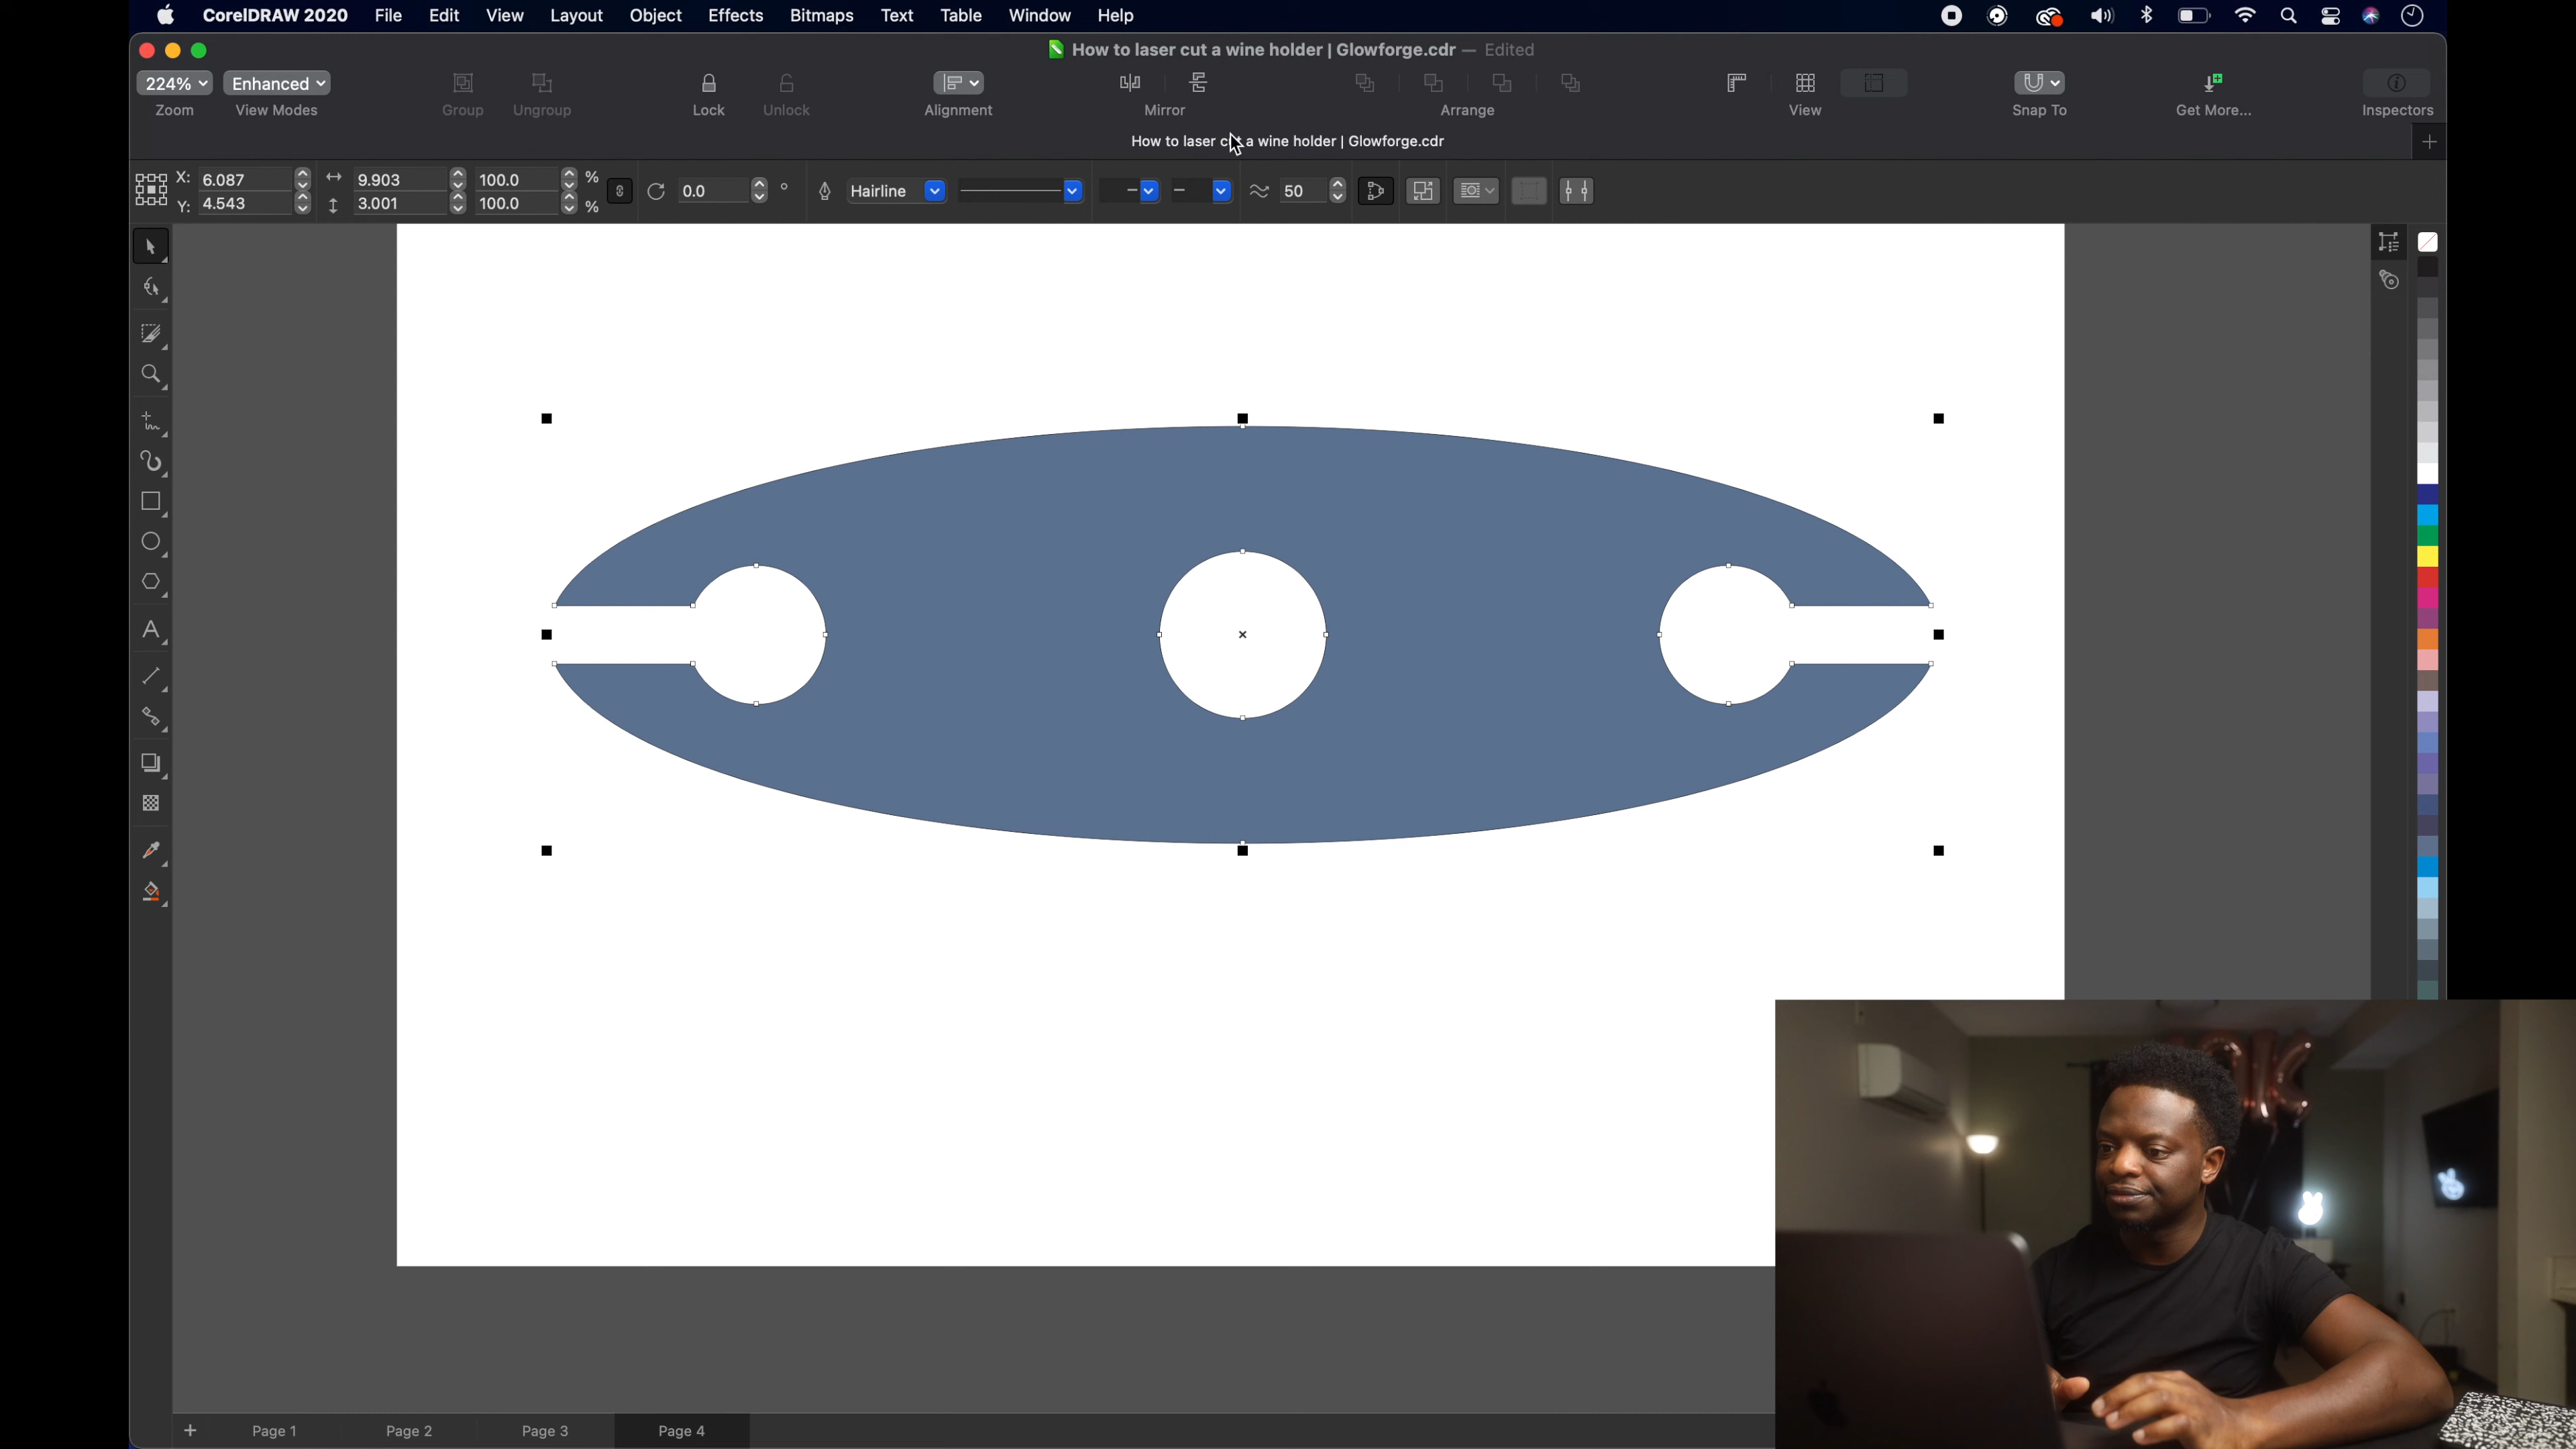 CorelDRAW 2020 File Edit View Layout Object Effects Bitmaps Text Table Window Help
How to laser cut a wine holder | Glowforge.cdr — Edited
224% Enhanced
Zoom View Modes Group Ungroup Lock Unlock Alignment Mirror Arrange View Snap To Get More... Inspectors
How to laser cut a wine holder | Glowforge.cdr
X: 6.087 9.903 100.0 %
Y: 4.543 3.001 100.0 %
0.0 ° Hairline 50
Page 1 Page 2 Page 3 Page 4